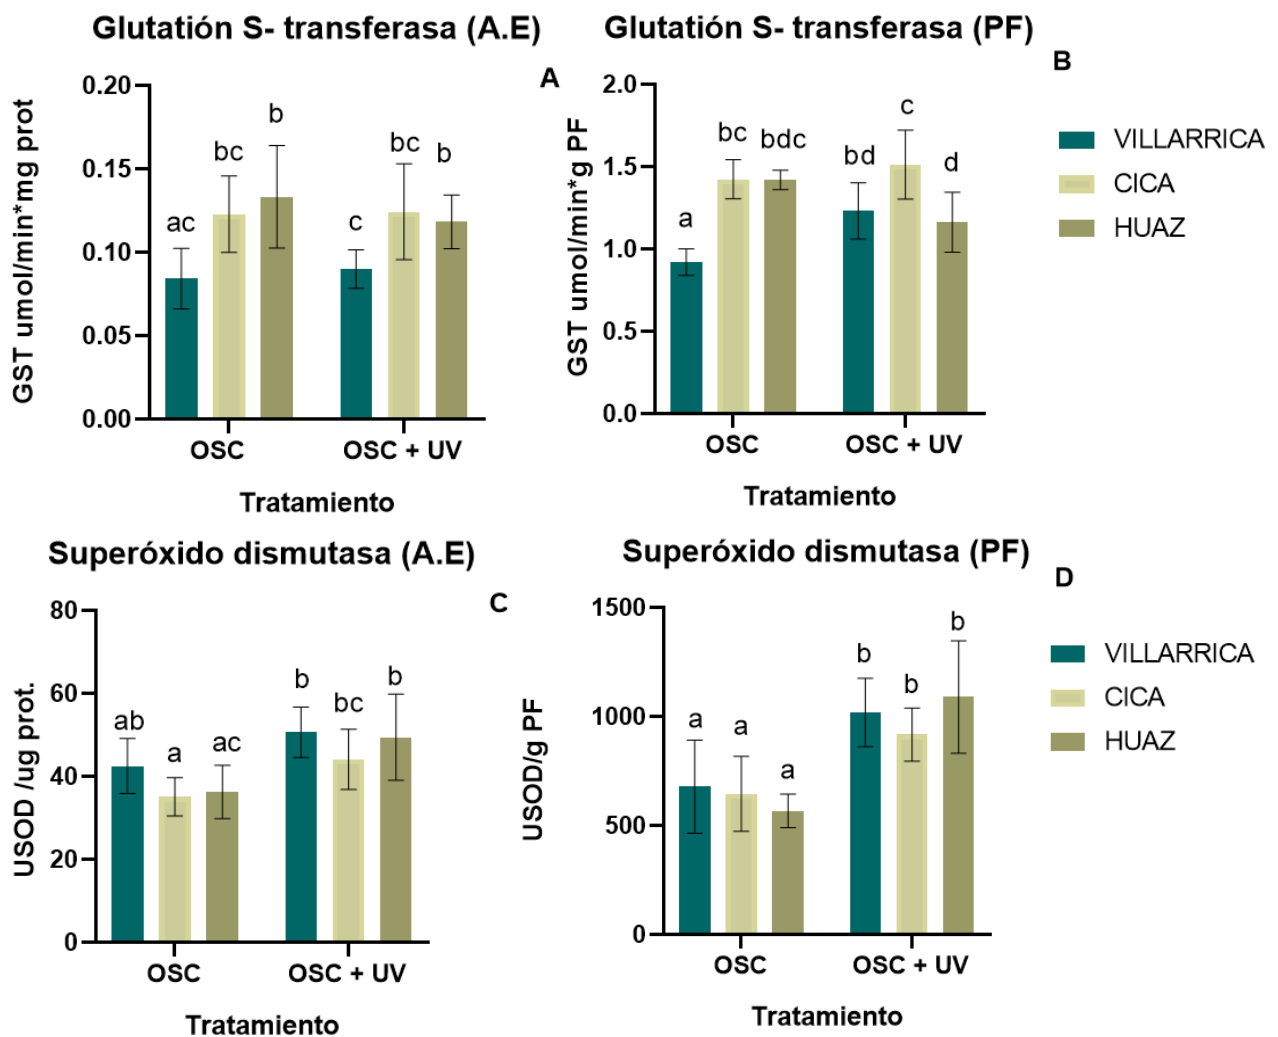 Glutatión S- transferasa (A.E)
A
GST umol/min*mg prot
0.20
0.15
0.10
0.05
0.00
ac
bc
b
c
bc
b
OSC
OSC + UV
Tratamiento
Glutatión S- transferasa (PF)
B
GST umol/min*g PF
2.0
1.5
1.0
0.5
0.0
a
bc
bdc
bd
c
d
OSC
OSC + UV
Tratamiento
VILLARRICA
CICA
HUAZ
Superóxido dismutasa (A.E)
C
USOD /ug prot.
80
60
40
20
0
ab
a
ac
b
bc
b
OSC
OSC + UV
Tratamiento
Superóxido dismutasa (PF)
D
USOD/g PF
1500
1000
500
0
a
a
a
b
b
b
OSC
OSC + UV
Tratamiento
VILLARRICA
CICA
HUAZ